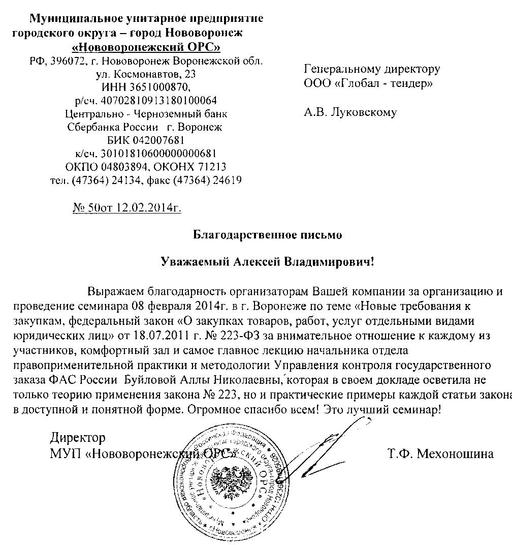 Муниципальное унитарное предприятие
городского округа – город Нововоронеж
«Нововоронежский ОРС»
РФ, 396072, г. Нововоронеж Воронежской обл.
ул. Космонавтов, 23
ИНН 3651000870,
р/сч. 40702810913180100064
Центрально - Черноземный банк
Сбербанка России г. Воронеж
БИК 042007681
к/сч. 30101810600000000681
ОКПО 04803894, ОКОНХ 71213
тел. (47364) 24134, факс (47364) 24619
Генеральному директору
ООО «Глобал - тендер»
А.В. Луковскому
№ 50от 12.02.2014г.
Благодарственное письмо
Уважаемый Алексей Владимирович!
Выражаем благодарность организаторам Вашей компании за организацию и
проведение семинара 08 февраля 2014г. в г. Воронеже по теме «Новые требования к
закупкам, федеральный закон «О закупках товаров, работ, услуг отдельными видами
юридических лиц» от 18.07.2011 г. № 223-ФЗ за внимательное отношение к каждому из
участников, комфортный зал и самое главное лекцию начальника отдела
правоприменительной практики и методологии Управления контроля государственного
заказа ФАС России Буйловой Аллы Николаевны, которая в своем докладе осветила не
только теорию применения закона № 223, но и практические примеры каждой статьи закона
в доступной и понятной форме. Огромное спасибо всем! Это лучший семинар!
Директор
МУП «Нововоронежский ОРС»
Т.Ф. Мехоношина
«Нововоронежский ОРС»